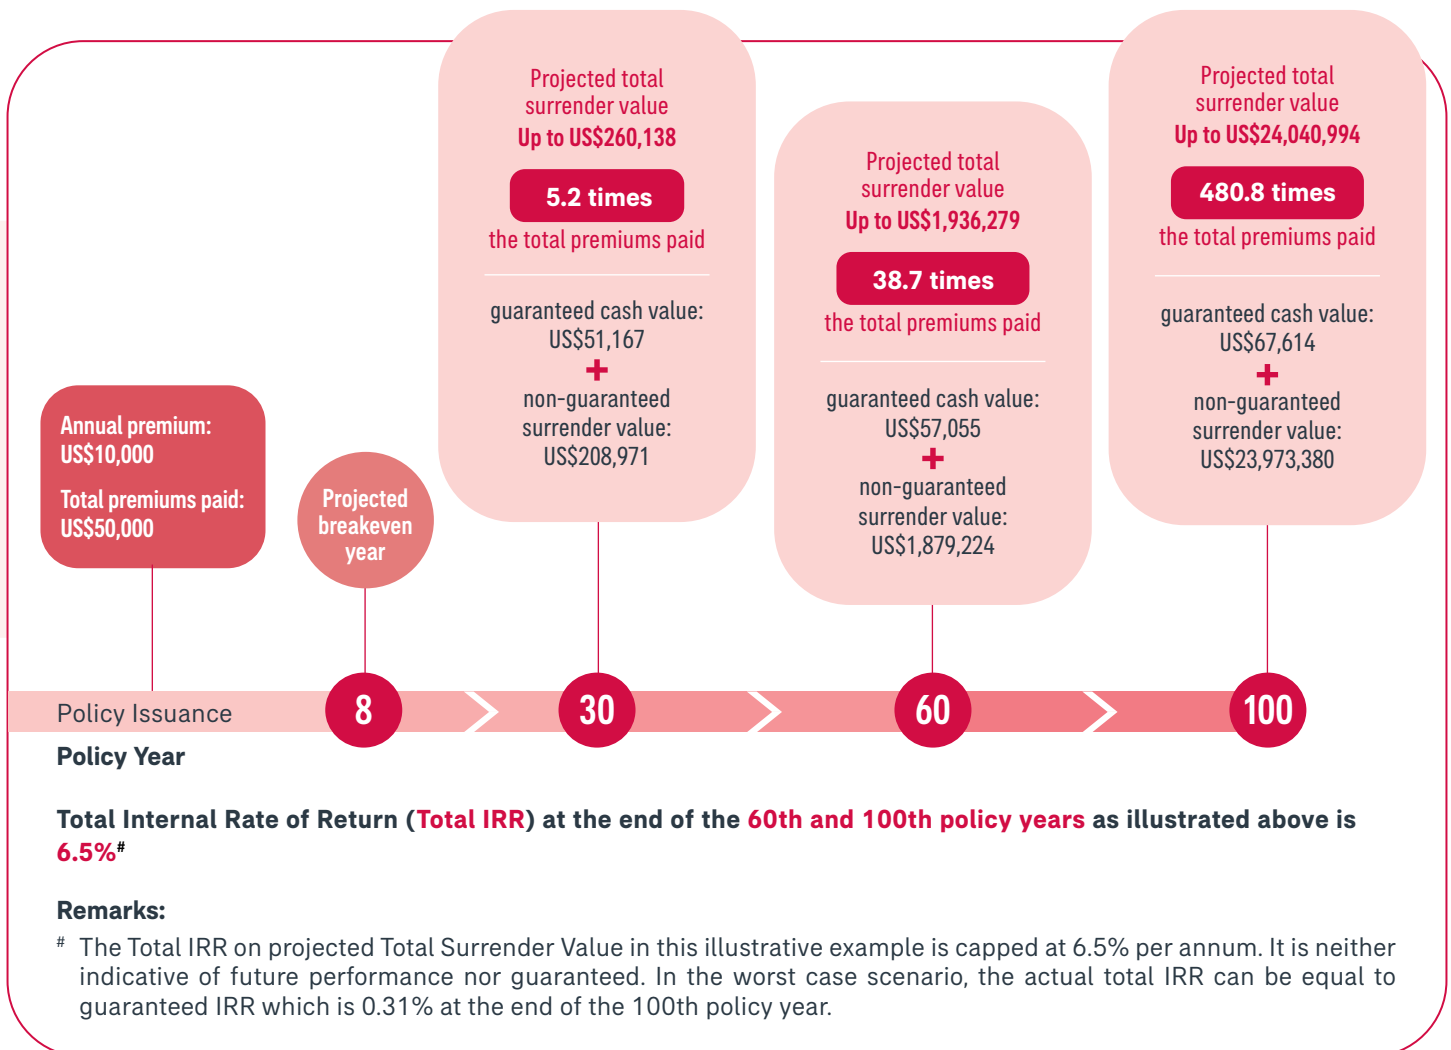 Annual premium:
US$10,000
Total premiums paid:
US$50,000
Projected
breakeven
year
Projected total
surrender value
Up to US$260,138
5.2 times
the total premiums paid
guaranteed cash value:
US$51,167
+
non-guaranteed
surrender value:
US$208,971
Projected total
surrender value
Up to US$1,936,279
38.7 times
the total premiums paid
guaranteed cash value:
US$57,055
+
non-guaranteed
surrender value:
US$1,879,224
Projected total
surrender value
Up to US$24,040,994
480.8 times
the total premiums paid
guaranteed cash value:
US$67,614
+
non-guaranteed
surrender value:
US$23,973,380
Policy Issuance
8
30
60
100
Policy Year
Total Internal Rate of Return (Total IRR) at the end of the 60th and 100th policy years as illustrated above is
6.5%#
Remarks:
# The Total IRR on projected Total Surrender Value in this illustrative example is capped at 6.5% per annum. It is neither
indicative of future performance nor guaranteed. In the worst case scenario, the actual total IRR can be equal to
guaranteed IRR which is 0.31% at the end of the 100th policy year.